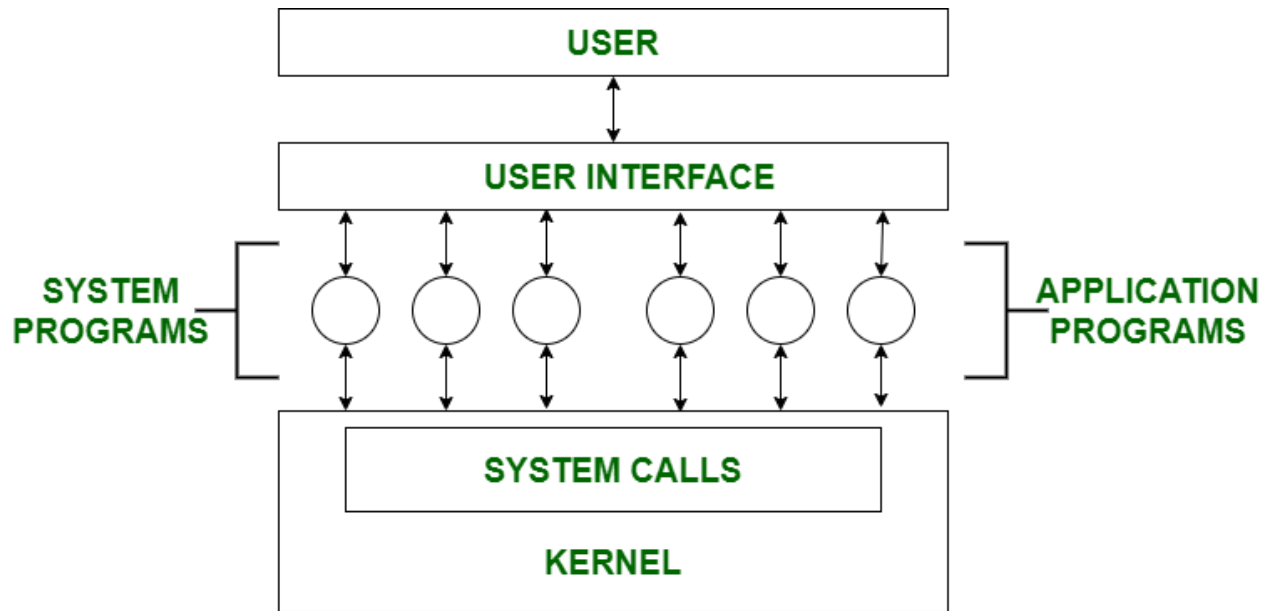 USER
USER INTERFACE
SYSTEM
PROGRAMS
APPLICATION
PROGRAMS
SYSTEM CALLS
KERNEL